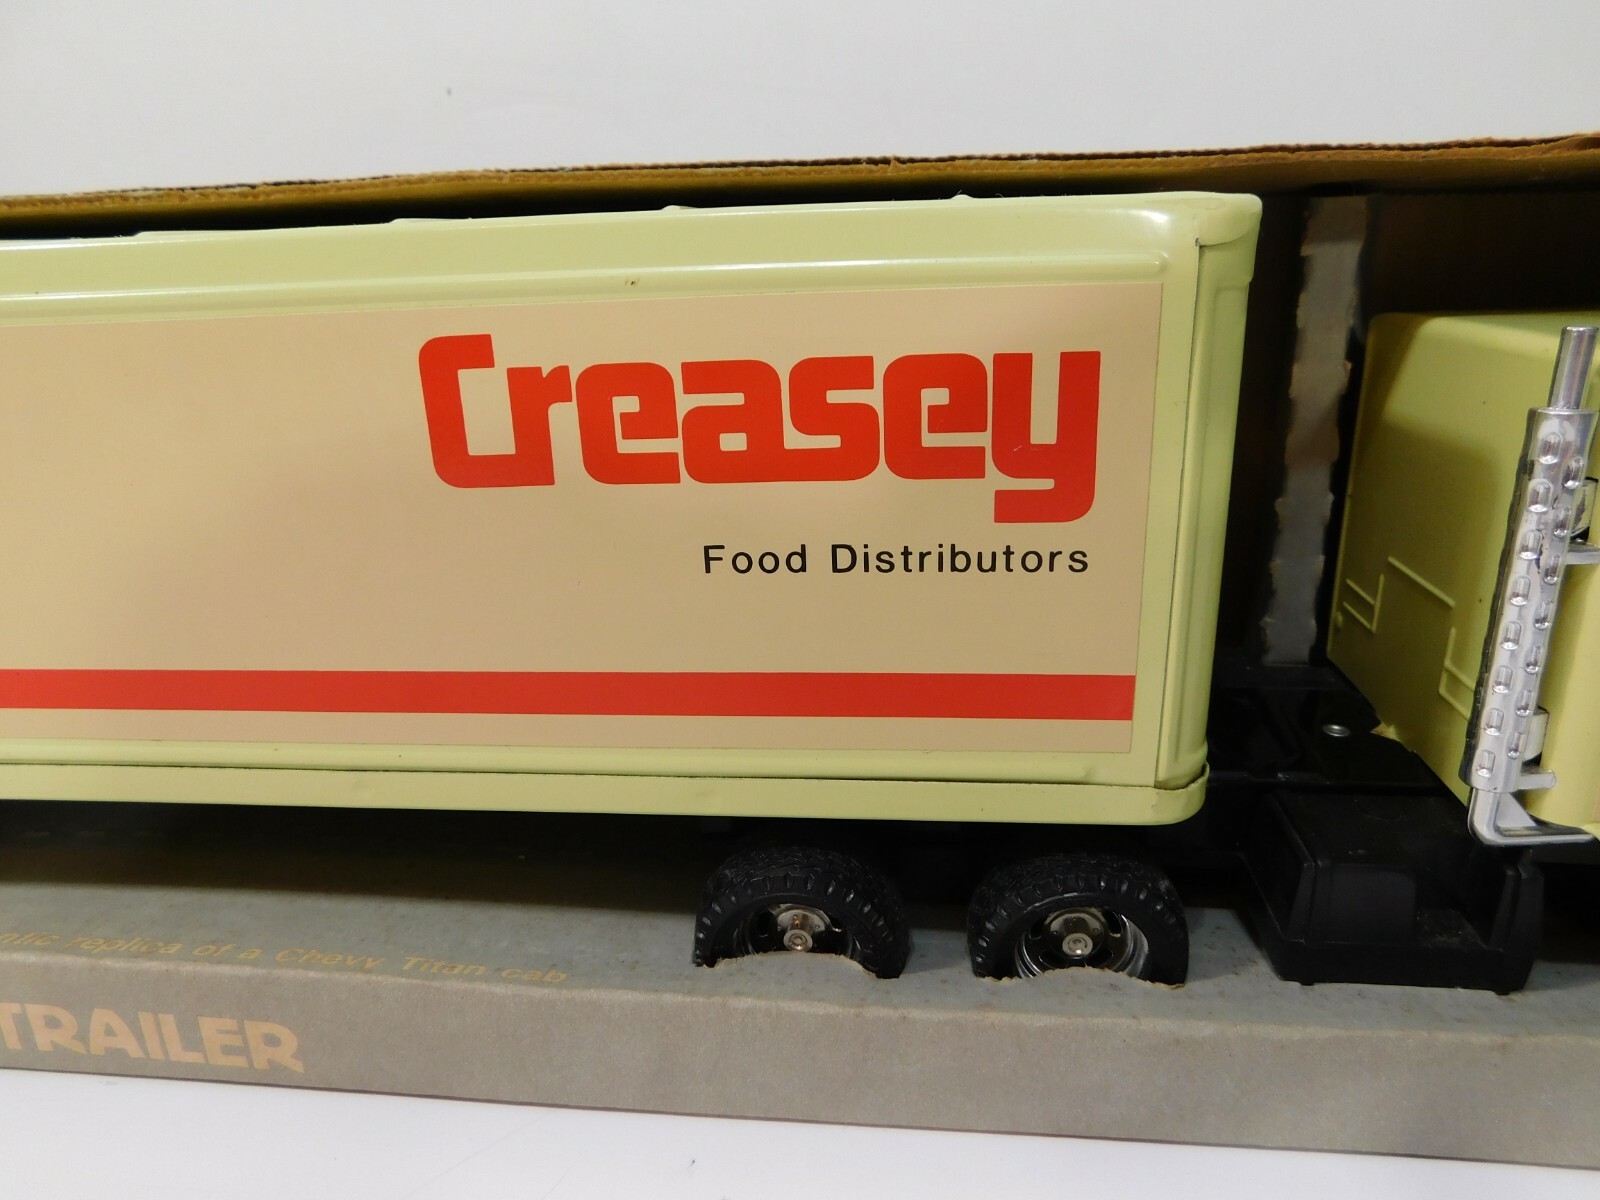 Creasey
Food Distributors
replica of a Chevy Titan cab
TRAILER